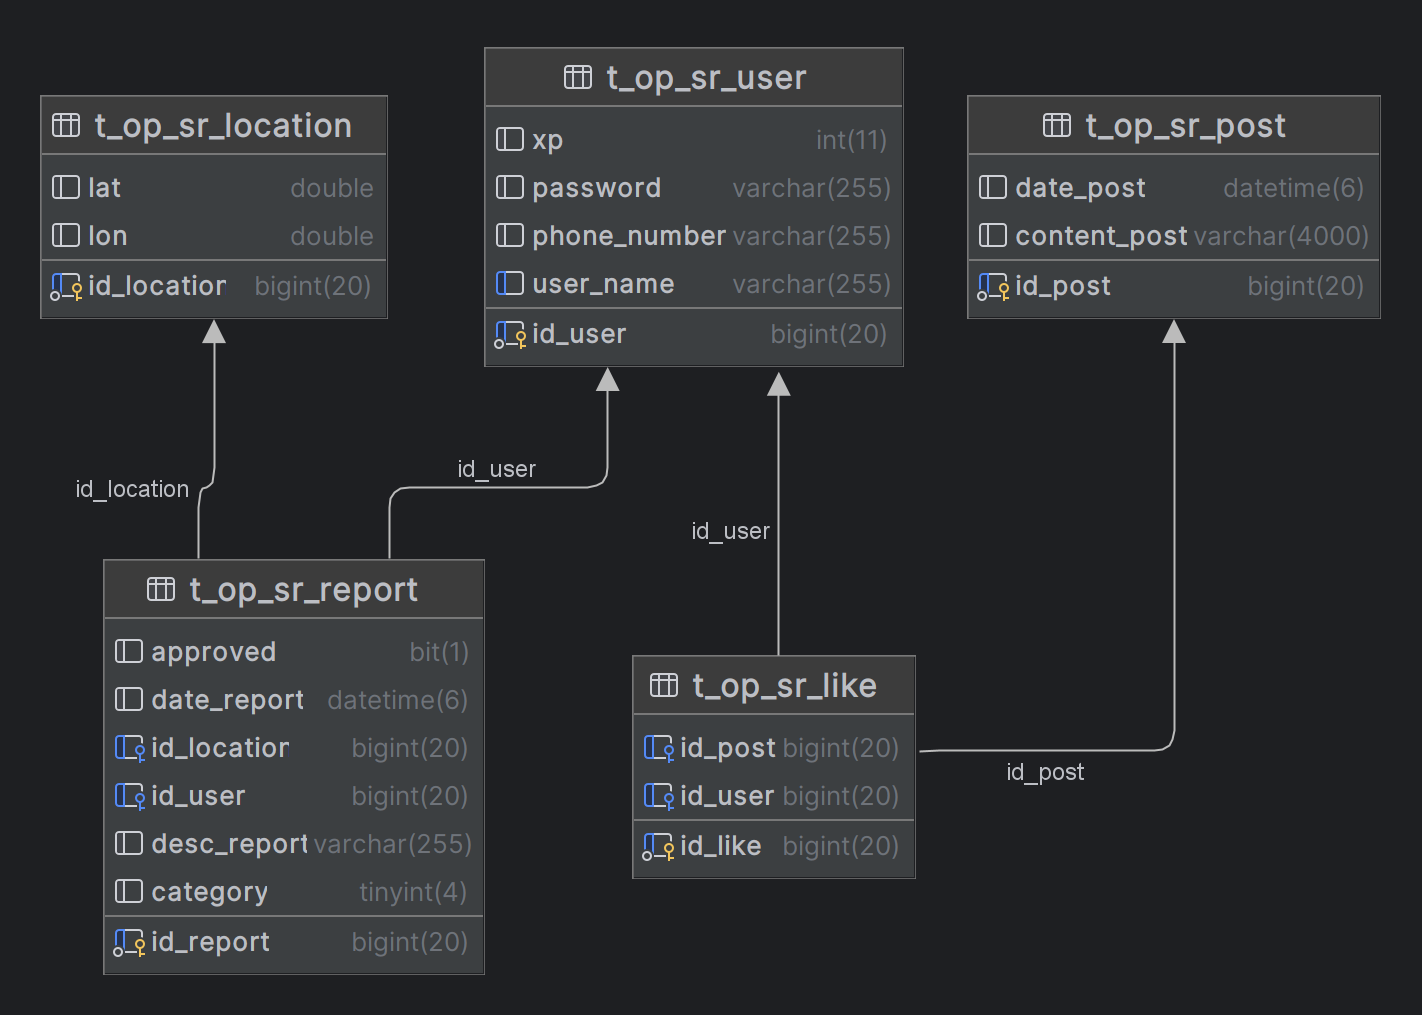 t_op_sr_location
lat double
lon double
id_location bigint(20)
t_op_sr_user
xp int(11)
password varchar(255)
phone_number varchar(255)
user_name varchar(255)
id_user bigint(20)
t_op_sr_post
date_post datetime(6)
content_post varchar(4000)
id_post bigint(20)
id_location
id_user
id_user
id_post
t_op_sr_report
approved bit(1)
date_report datetime(6)
id_location bigint(20)
id_user bigint(20)
desc_report varchar(255)
category tinyint(4)
id_report bigint(20)
t_op_sr_like
id_post bigint(20)
id_user bigint(20)
id_like bigint(20)